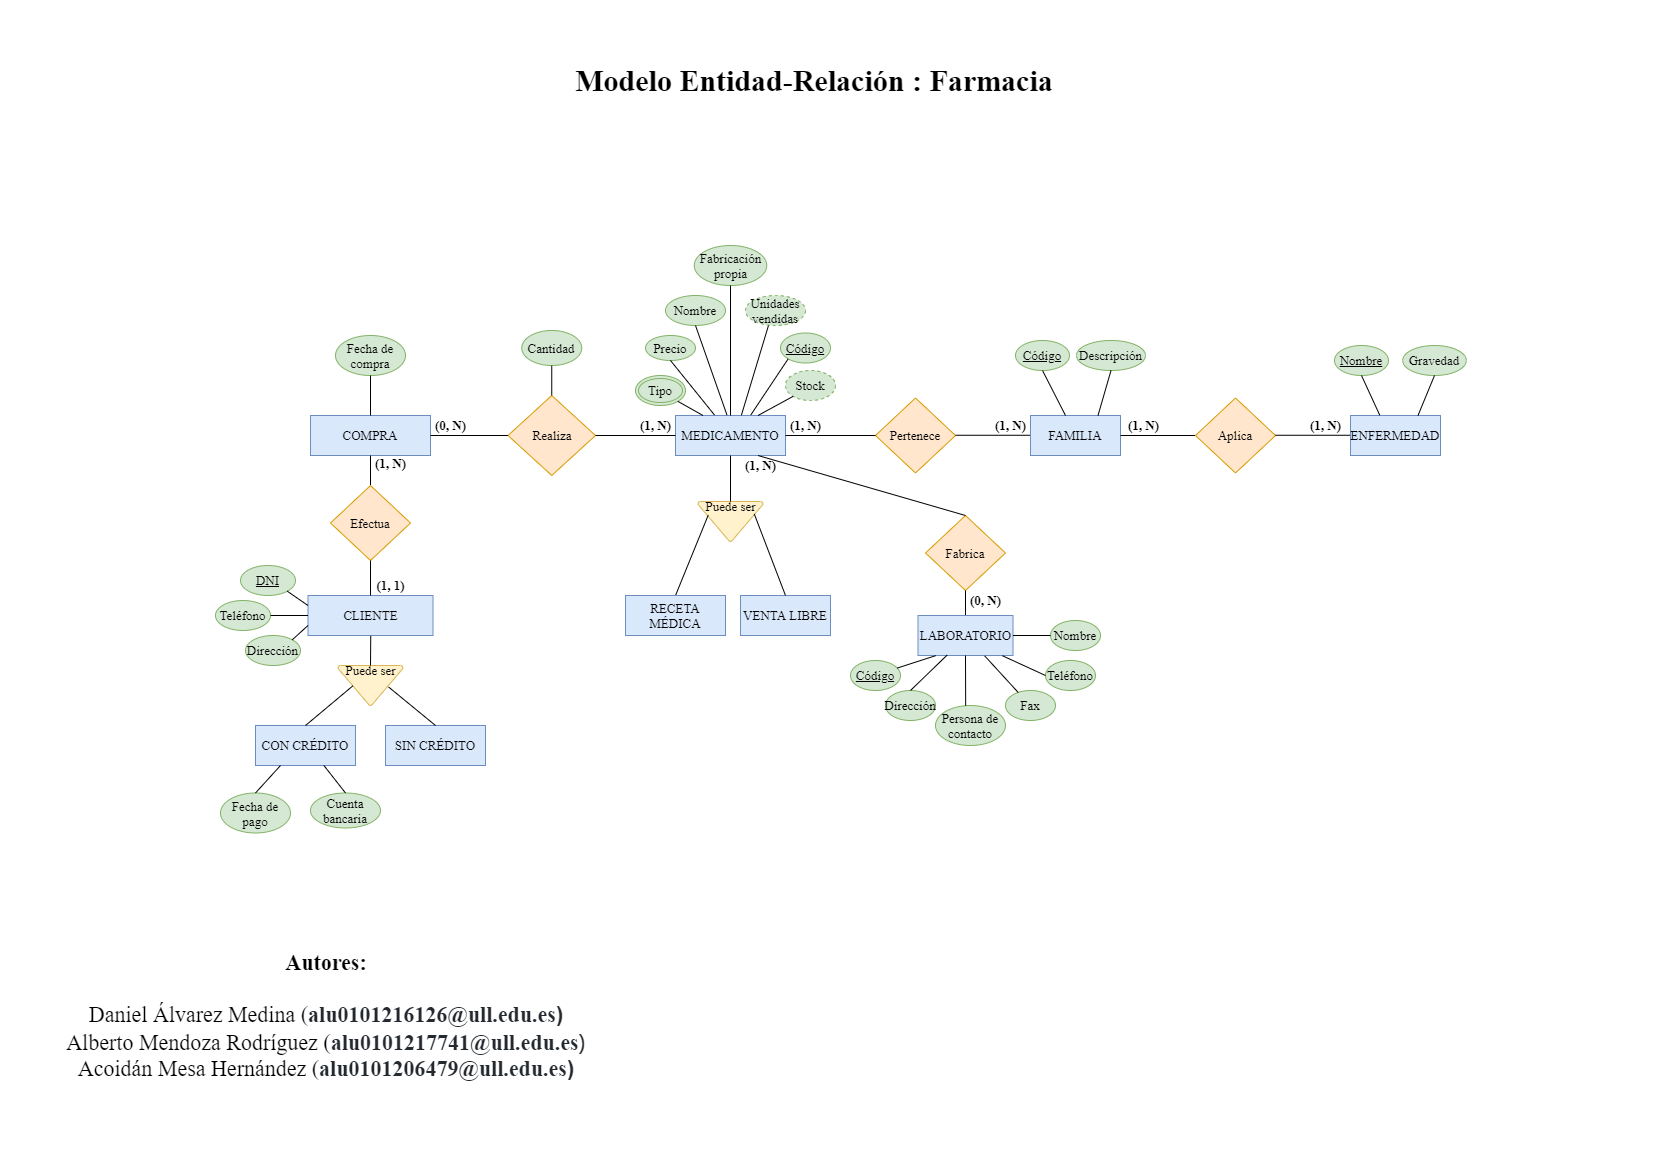 Modelo Entidad-Relación : Farmacia
Fabricación
propia
Nombre
Unidades
vendidas
Precio
Código
Tipo
Stock
Fecha de
compra
Cantidad
Código
Descripción
Nombre
Gravedad
COMPRA
(0, N)
Realiza
(1, N)
MEDICAMENTO
(1, N)
Pertenece
(1, N)
FAMILIA
(1, N)
Aplica
(1, N)
ENFERMEDAD
(1, N)
(1, N)
Efectua
Puede ser
Fabrica
(1, 1)
(0, N)
DNI
Teléfono
Dirección
CLIENTE
RECETA
MÉDICA
VENTA LIBRE
LABORATORIO
Nombre
Código
Dirección
Persona de
contacto
Fax
Teléfono
Puede ser
CON CRÉDITO
SIN CRÉDITO
Fecha de
pago
Cuenta
bancaria
Autores:
Daniel Álvarez Medina (alu0101216126@ull.edu.es)
Alberto Mendoza Rodríguez (alu0101217741@ull.edu.es)
Acoidán Mesa Hernández (alu0101206479@ull.edu.es)